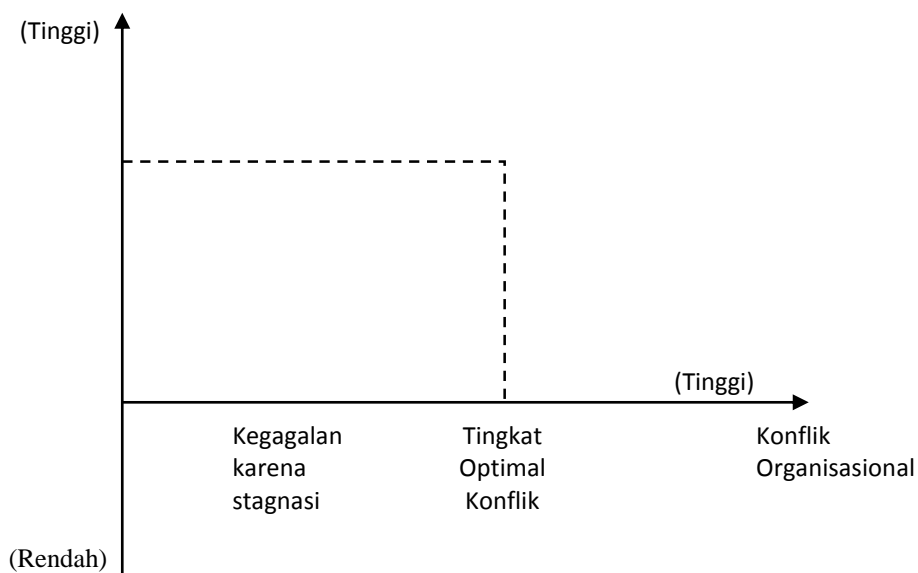 (Tinggi)
(Tinggi)
Kegagalan
karena
stagnasi
Tingkat
Optimal
Konflik
Konflik
Organisasional
(Rendah)